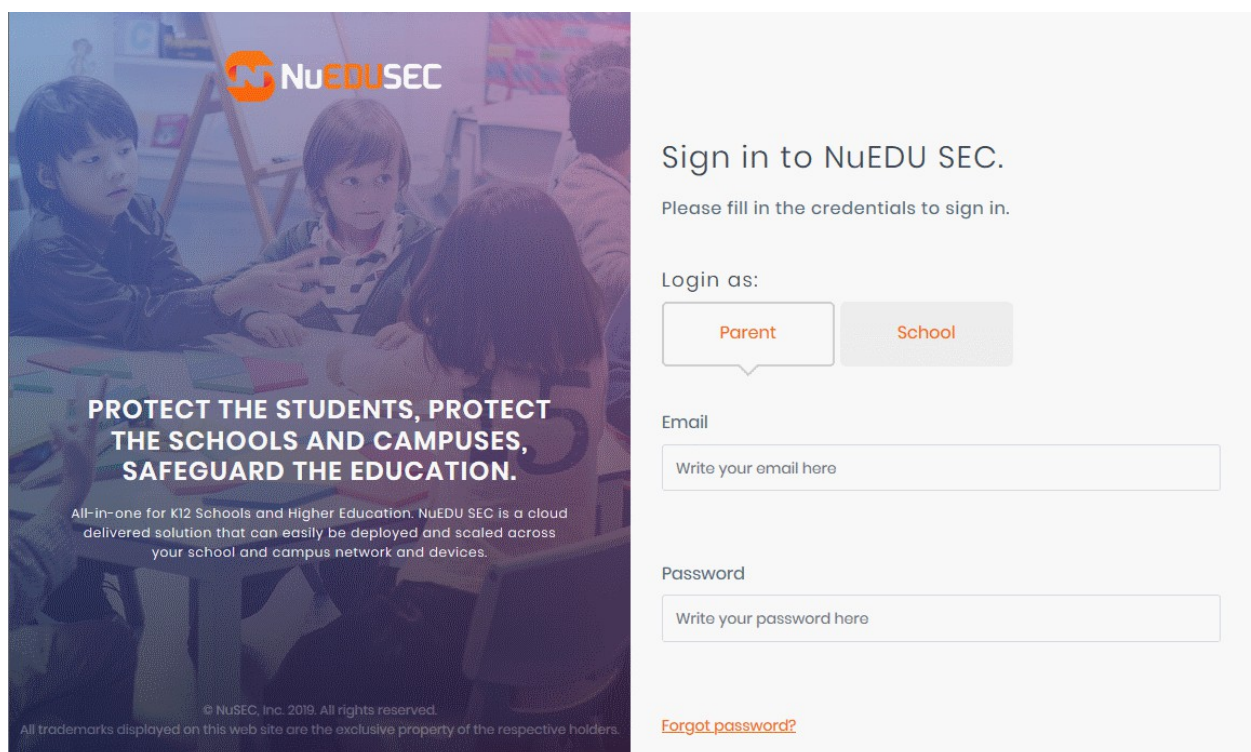 NuEDUSEC
PROTECT THE STUDENTS, PROTECT
THE SCHOOLS AND CAMPUSES,
SAFEGUARD THE EDUCATION.
All-in-one for K12 Schools and Higher Education. NuEDU SEC is a cloud
delivered solution that can easily be deployed and scaled across
your school and campus network and devices.
© NuSEC, Inc. 2019. All rights reserved.
All trademarks displayed on this web site are the exclusive property of the respective holders.
Sign in to NuEDU SEC.
Please fill in the credentials to sign in.
Login as:
Parent School
Email
Write your email here
Password
Write your password here
Forgot password?